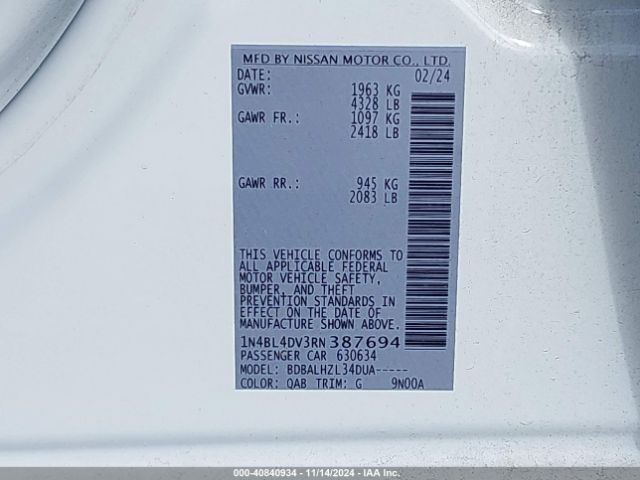 MFD BY NISSAN MOTOR CO., LTD.
DATE: 02/24
GVWR: 1963 KG
4328 LB
GAWR FR.: 1097 KG
2418 LB
GAWR RR.: 945 KG
2083 LB
THIS VEHICLE CONFORMS TO
ALL APPLICABLE FEDERAL
MOTOR VEHICLE SAFETY,
BUMPER, AND THEFT
PREVENTION STANDARDS IN
EFFECT ON THE DATE OF
MANUFACTURE SHOWN ABOVE.
1N4BL4DV3RN387694
PASSENGER CAR 630634
MODEL: BDBALHZL34DUA-----
COLOR: QAB TRIM: G 9N00A
000-40840934 - 11/14/2024 - IAA Inc.